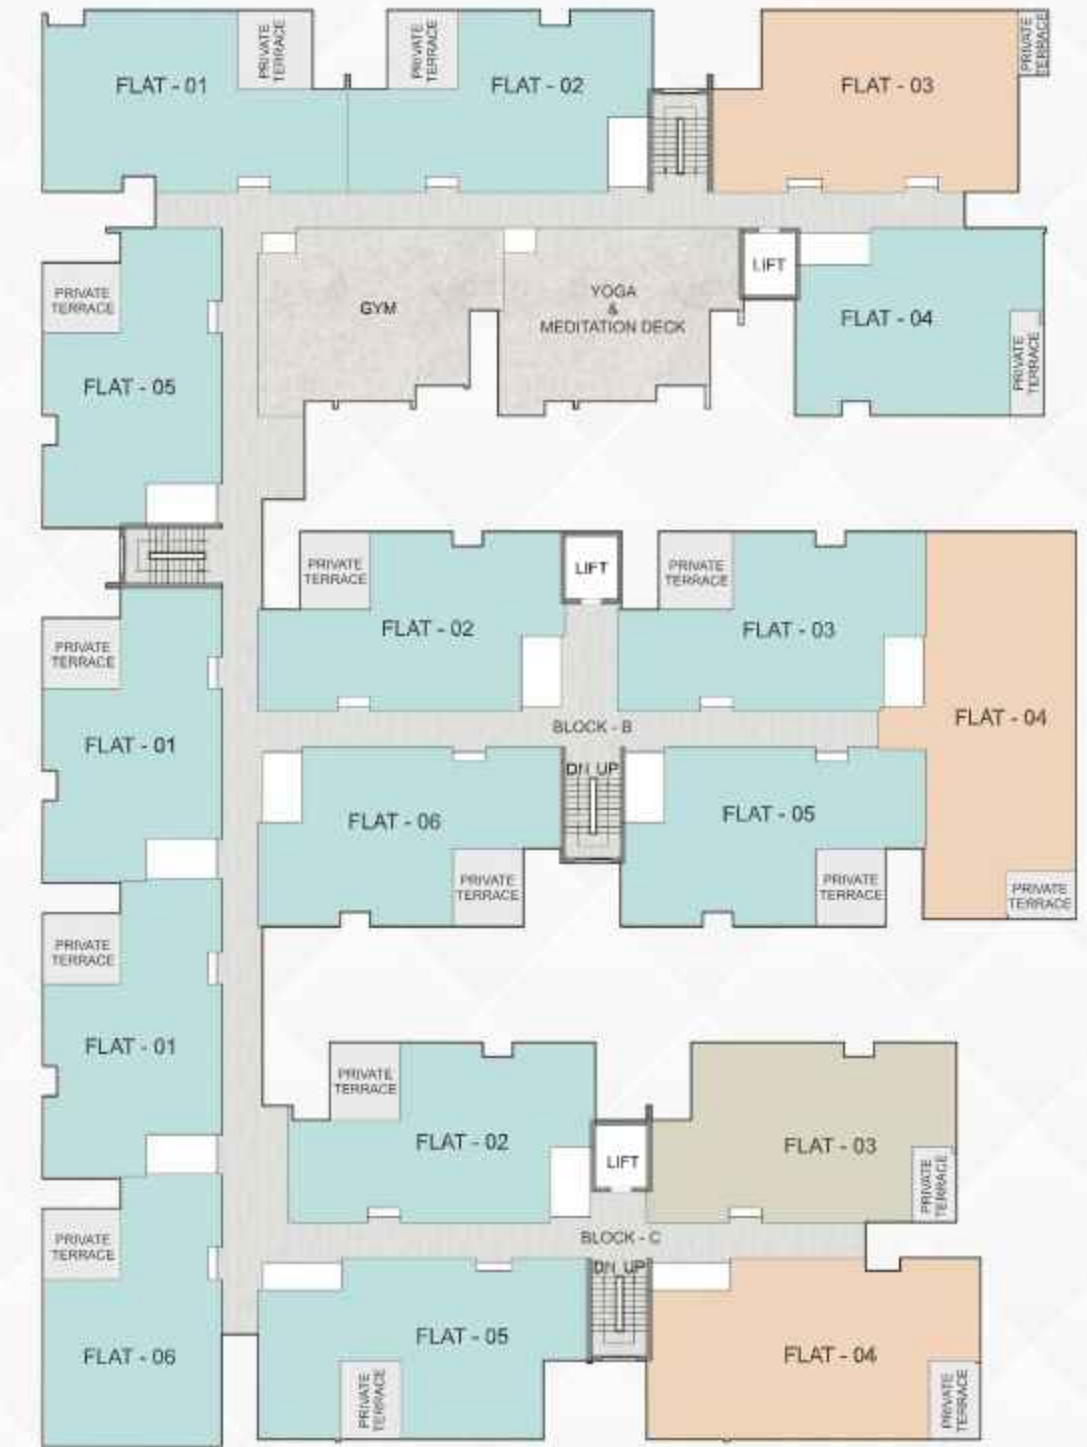 PRIVATE
TERRACE
PRIVATE
TERRACE
PRIVATE
TERRACE
FLAT - 01
FLAT - 02
FLAT - 03
LIFT
PRIVATE
TERRACE
GYM
YOGA
&
MEDITATION DECK
FLAT - 04
PRIVATE
TERRACE
FLAT - 05
PRIVATE
TERRACE
LIFT
PRIVATE
TERRACE
FLAT - 02
FLAT - 03
PRIVATE
TERRACE
FLAT - 04
BLOCK - B
FLAT - 01
DN UP
FLAT - 06
FLAT - 05
PRIVATE
TERRACE
PRIVATE
TERRACE
PRIVATE
TERRACE
PRIVATE
TERRACE
FLAT - 01
PRIVATE
TERRACE
FLAT - 02
FLAT - 03
LIFT
PRIVATE
TERRACE
PRIVATE
TERRACE
BLOCK - C
DN UP
FLAT - 05
FLAT - 06
FLAT - 04
PRIVATE
TERRACE
PRIVATE
TERRACE